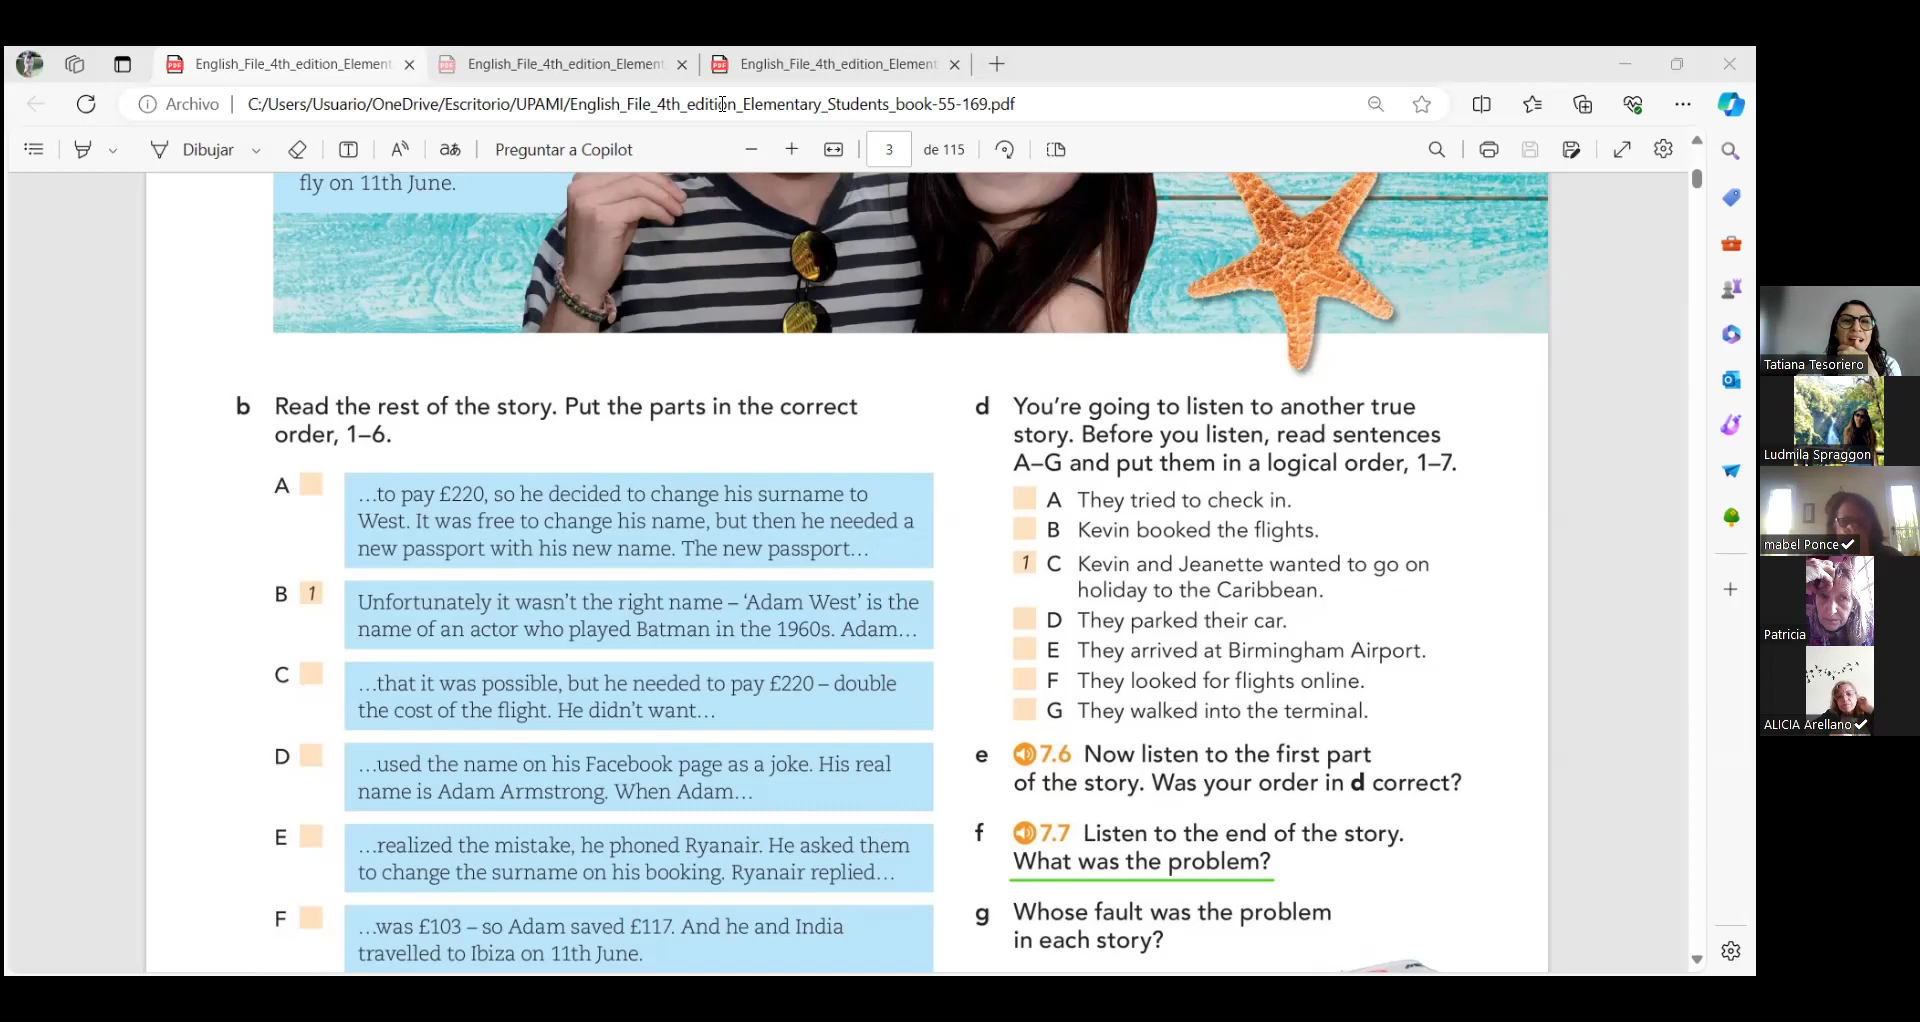 English_File_4th_edition_Element
English_File_4th_edition_Element
English_File_4th_edition_Element
Archivo
C:/Users/Usuario/OneDrive/Escritorio/UPAMI/English_File_4th_edition_Elementary_Students_book-55-169.pdf
Dibujar
Preguntar a Copilot
3
de 115
fly on 11th June.
b Read the rest of the story. Put the parts in the correct
order, 1–6.
A
…to pay £220, so he decided to change his surname to
West. It was free to change his name, but then he needed a
new passport with his new name. The new passport…
B 1
Unfortunately it wasn't the right name – 'Adam West' is the
name of an actor who played Batman in the 1960s. Adam…
C
…that it was possible, but he needed to pay £220 – double
the cost of the flight. He didn't want…
D
…used the name on his Facebook page as a joke. His real
name is Adam Armstrong. When Adam…
E
…realized the mistake, he phoned Ryanair. He asked them
to change the surname on his booking. Ryanair replied…
F
…was £103 – so Adam saved £117. And he and India
travelled to Ibiza on 11th June.
d You're going to listen to another true
story. Before you listen, read sentences
A–G and put them in a logical order, 1–7.
A They tried to check in.
B Kevin booked the flights.
1 C Kevin and Jeanette wanted to go on
holiday to the Caribbean.
D They parked their car.
E They arrived at Birmingham Airport.
F They looked for flights online.
G They walked into the terminal.
e 7.6 Now listen to the first part
of the story. Was your order in d correct?
f 7.7 Listen to the end of the story.
What was the problem?
g Whose fault was the problem
in each story?
Tatiana Tesoriero
Ludmila Spraggon
mabel Ponce
Patricia
ALICIA Arellano